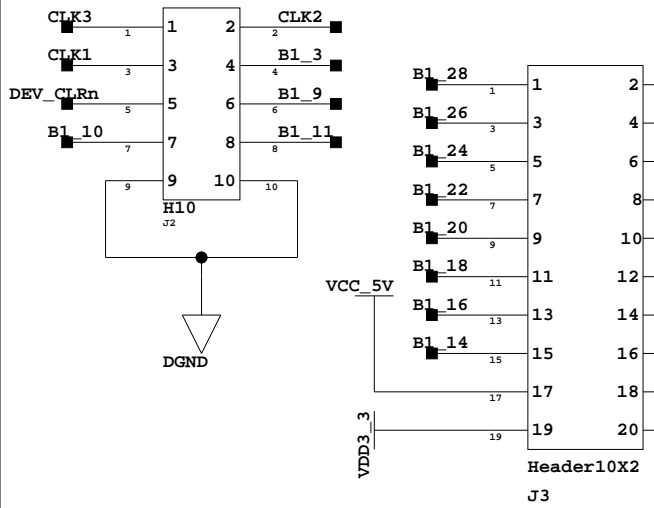 CLK3 1 1 2 2 CLK2
CLK1 3 3 4 4 B1_3
DEV_CLRn 5 5 6 6 B1_9
B1_10 7 7 8 8 B1_11
9 9 10 10
H10
J2
DGND
B1_28 1 1 2
B1_26 3 3 4
B1_24 5 5 6
B1_22 7 7 8
B1_20 9 9 10
B1_18 11 11 12
VCC_5V
B1_16 13 13 14
B1_14 15 15 16
17 17 18
VDD3_3 19 19 20
Header10X2
J3